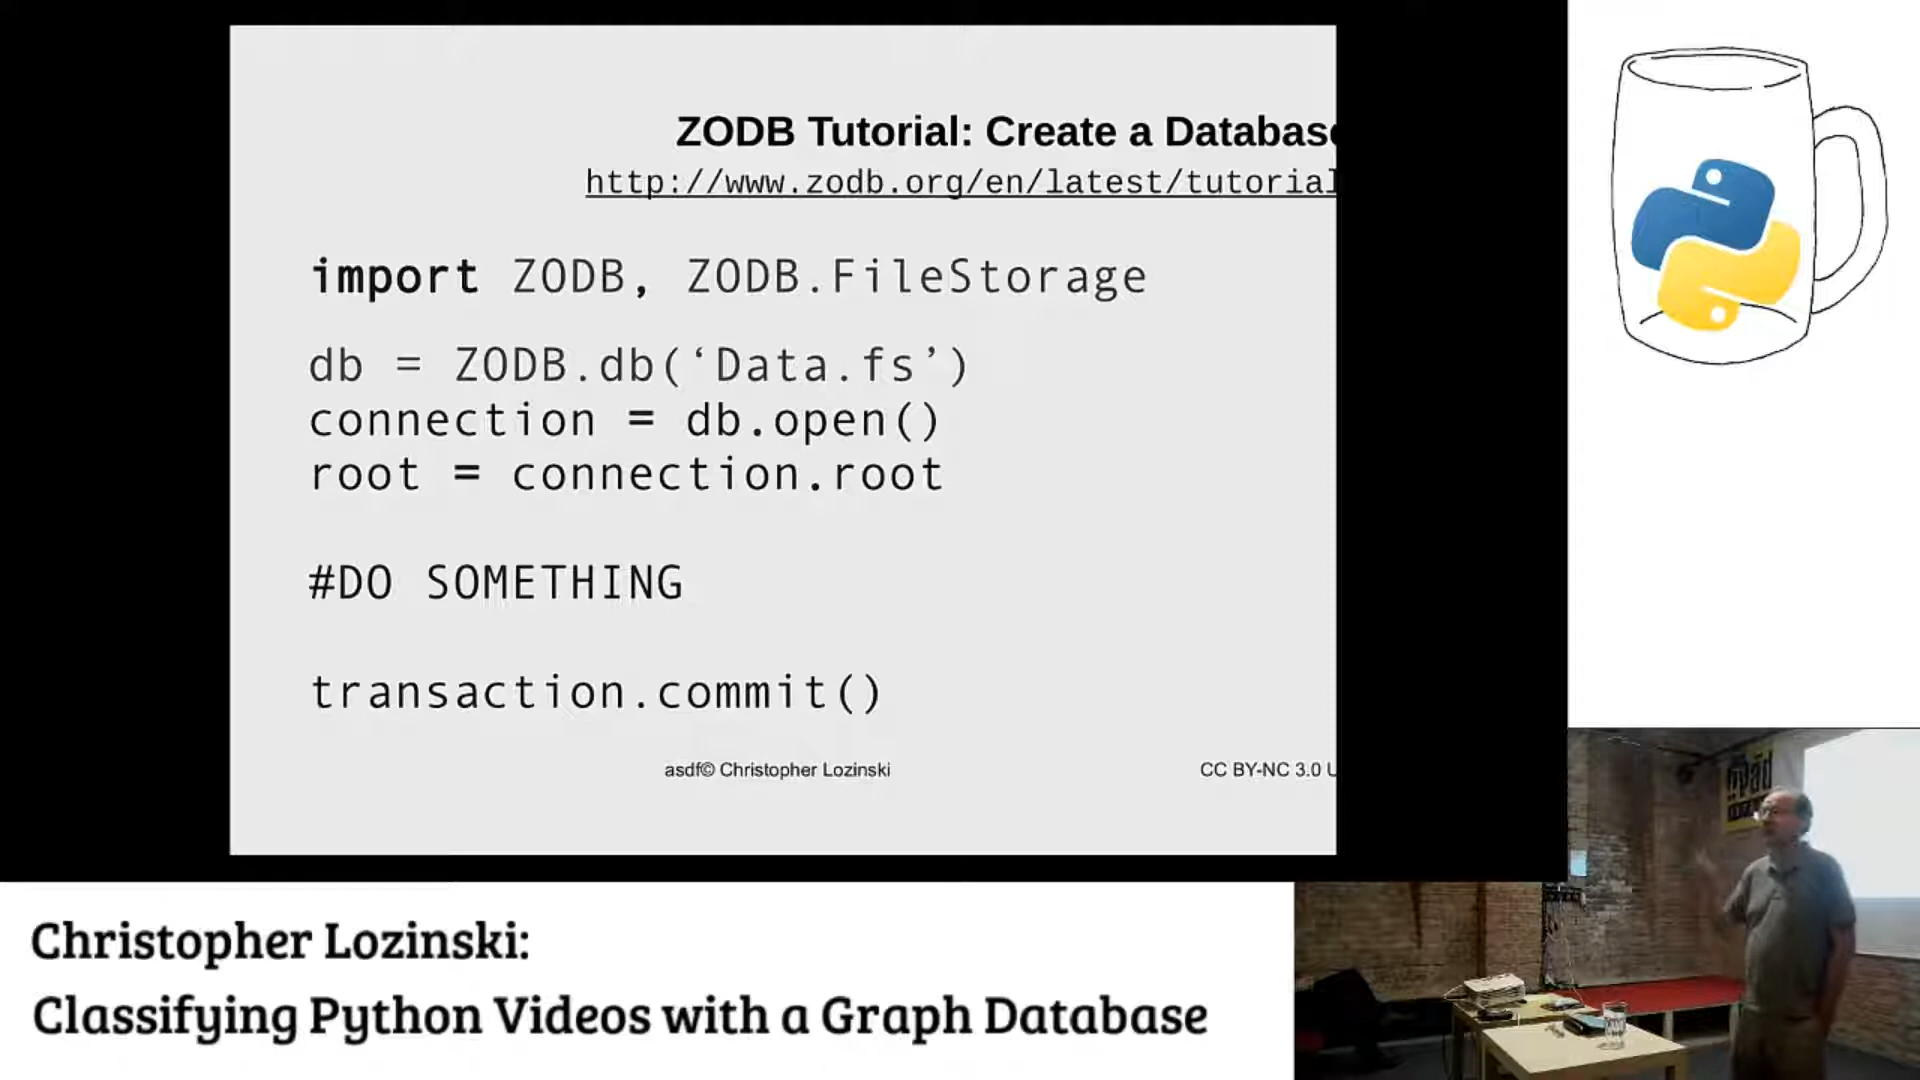 ZODB Tutorial: Create a Database
http://www.zodb.org/en/latest/tutorial
import ZODB, ZODB.FileStorage
db = ZODB.db(‘Data.fs’)
connection = db.open()
root = connection.root
#DO SOMETHING
transaction.commit()
asdf© Christopher Lozinski
CC BY-NC 3.0 U
Christopher Lozinski:
Classifying Python Videos with a Graph Database